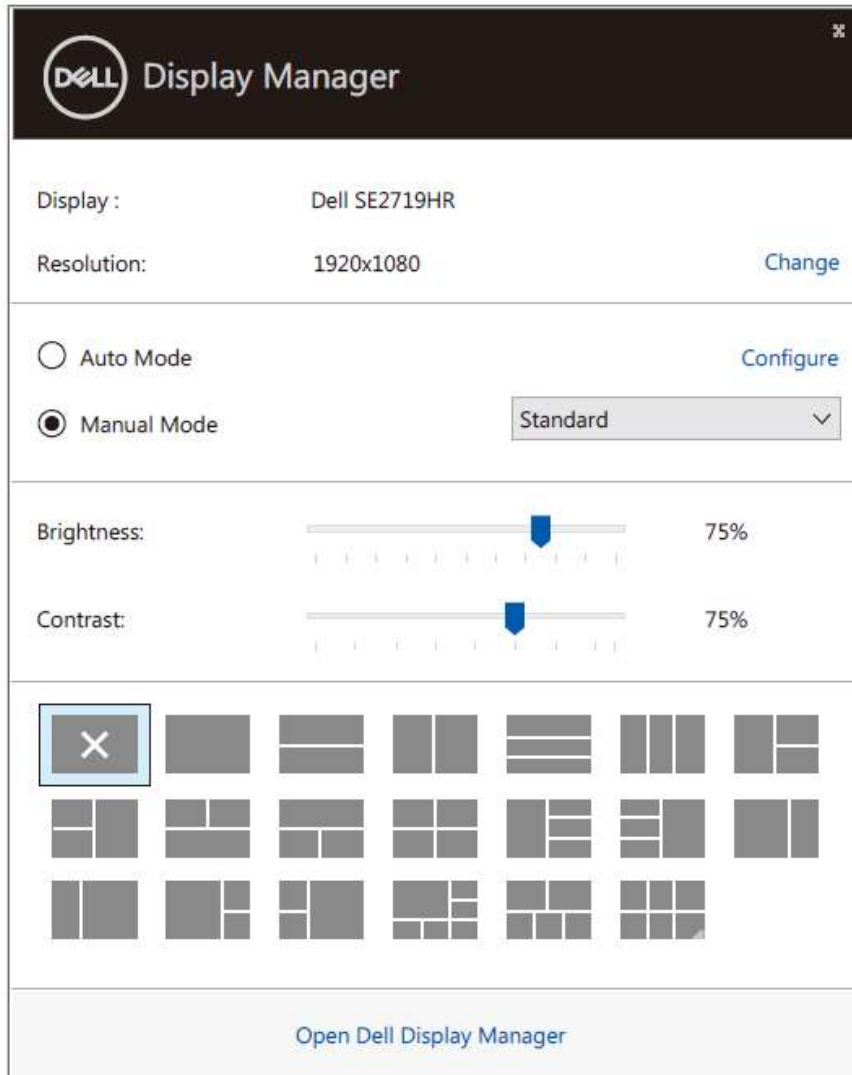 DELL Display Manager
Display : Dell SE2719HR
Resolution: 1920x1080 Change
Auto Mode Configure
Manual Mode Standard
Brightness: 75%
Contrast: 75%
Open Dell Display Manager